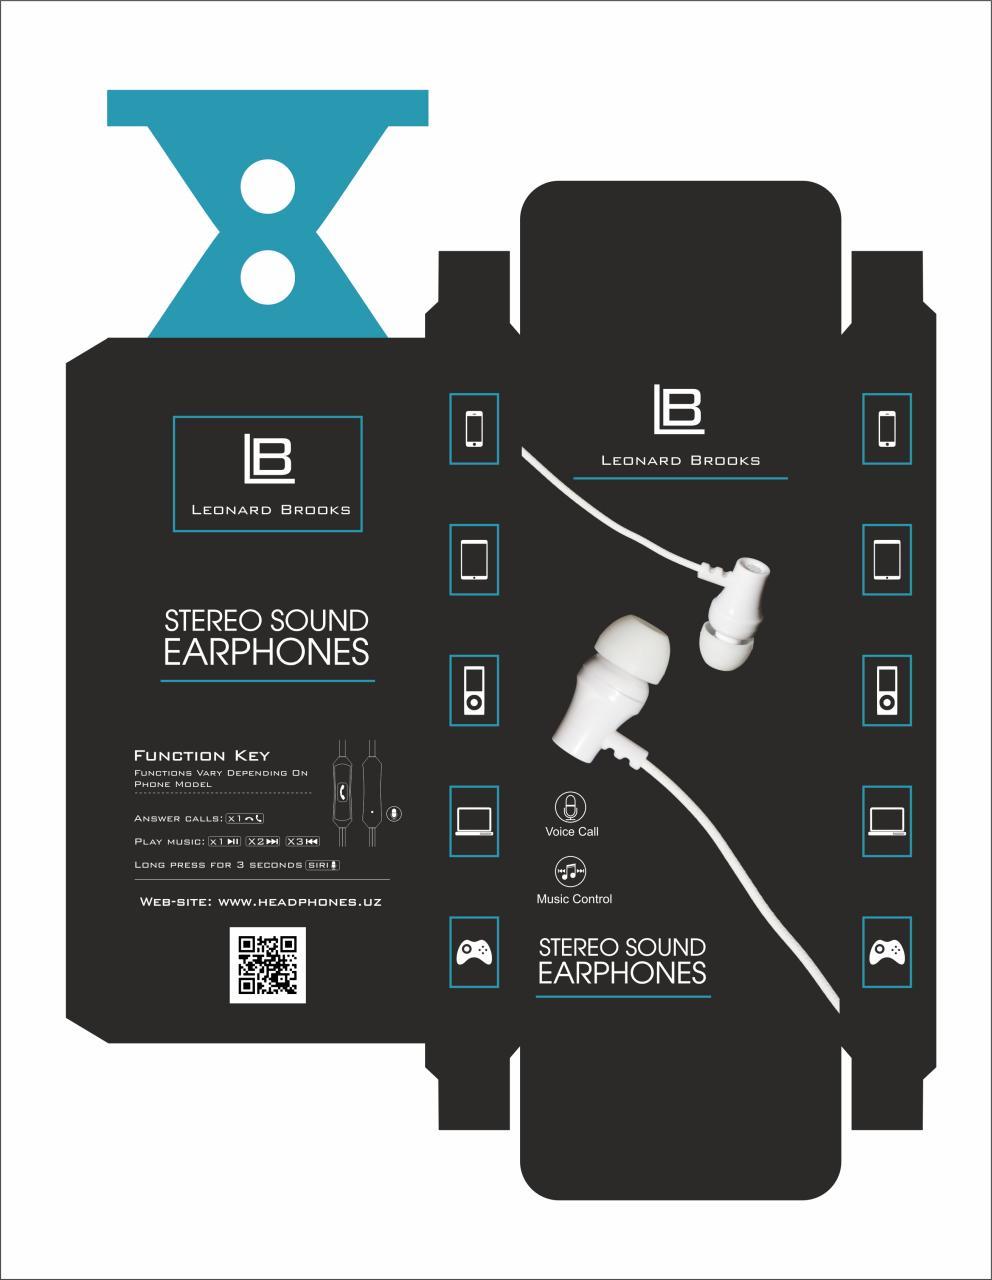 LB
LEONARD BROOKS
STEREO SOUND
EARPHONES
FUNCTION KEY
FUNCTIONS VARY DEPENDING ON
PHONE MODEL
ANSWER CALLS: X1
PLAY MUSIC: X1 X2 X3
LONG PRESS FOR 3 SECONDS SIRI
WEB-SITE: WWW.HEADPHONES.UZ
LB
LEONARD BROOKS
Voice Call
Music Control
STEREO SOUND
EARPHONES